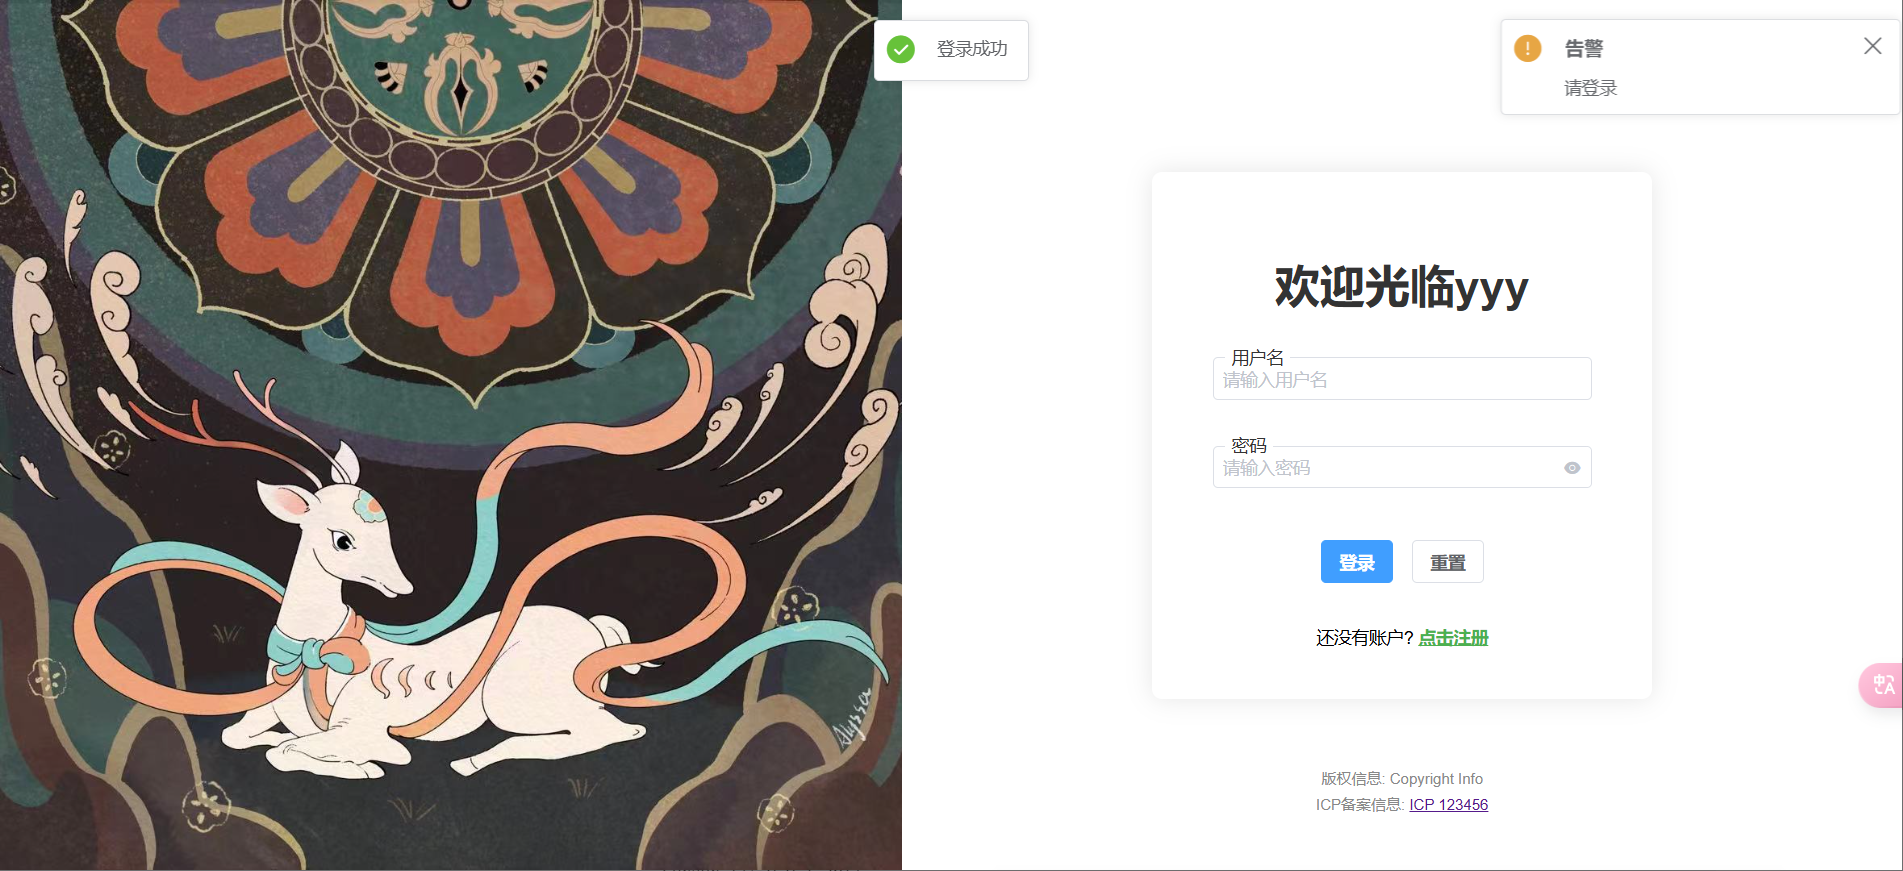 登录成功
告警
请登录
欢迎光临yyy
用户名
请输入用户名
密码
请输入密码
登录
重置
还没有账户? 点击注册
版权信息: Copyright Info
ICP备案信息: ICP 123456
中A